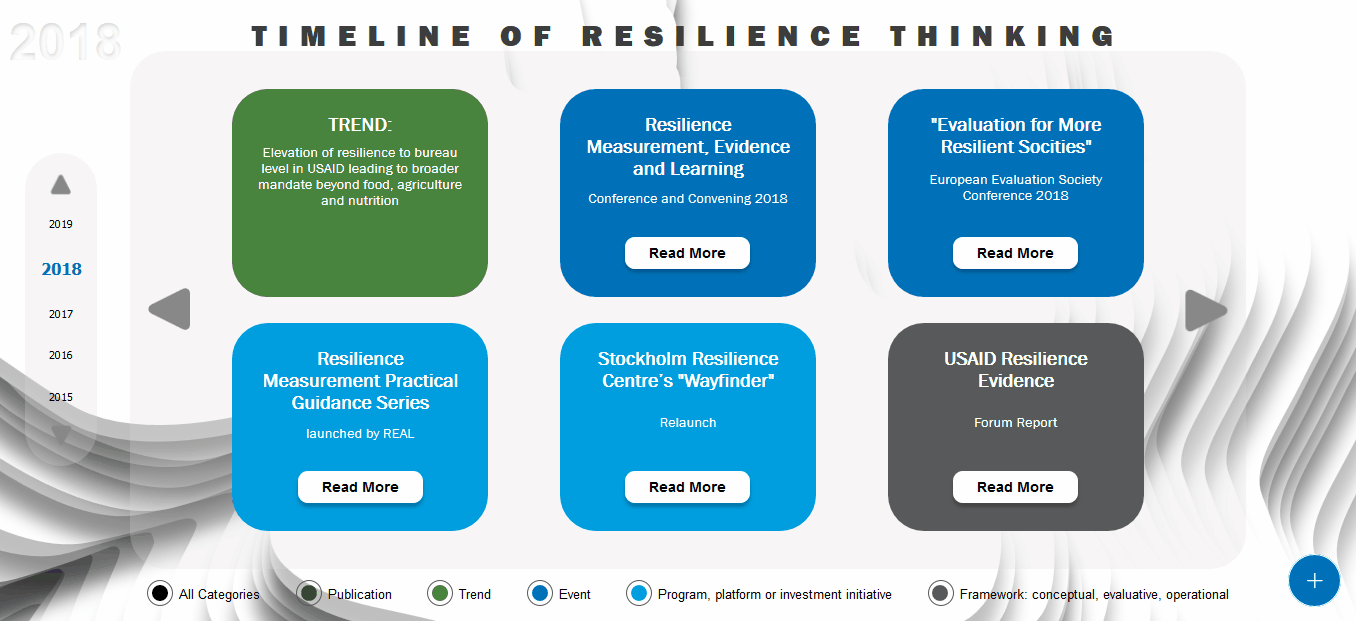 2018
TIMELINE OF RESILIENCE THINKING
2019
2018
2017
2016
2015
TREND:
Elevation of resilience to bureau
level in USAID leading to broader
mandate beyond food, agriculture
and nutrition
Resilience
Measurement, Evidence
and Learning
Conference and Convening 2018
Read More
"Evaluation for More
Resilient Socities"
European Evaluation Society
Conference 2018
Read More
Resilience
Measurement Practical
Guidance Series
launched by REAL
Read More
Stockholm Resilience
Centre’s "Wayfinder"
Relaunch
Read More
USAID Resilience
Evidence
Forum Report
Read More
All Categories
Publication
Trend
Event
Program, platform or investment initiative
Framework: conceptual, evaluative, operational
+